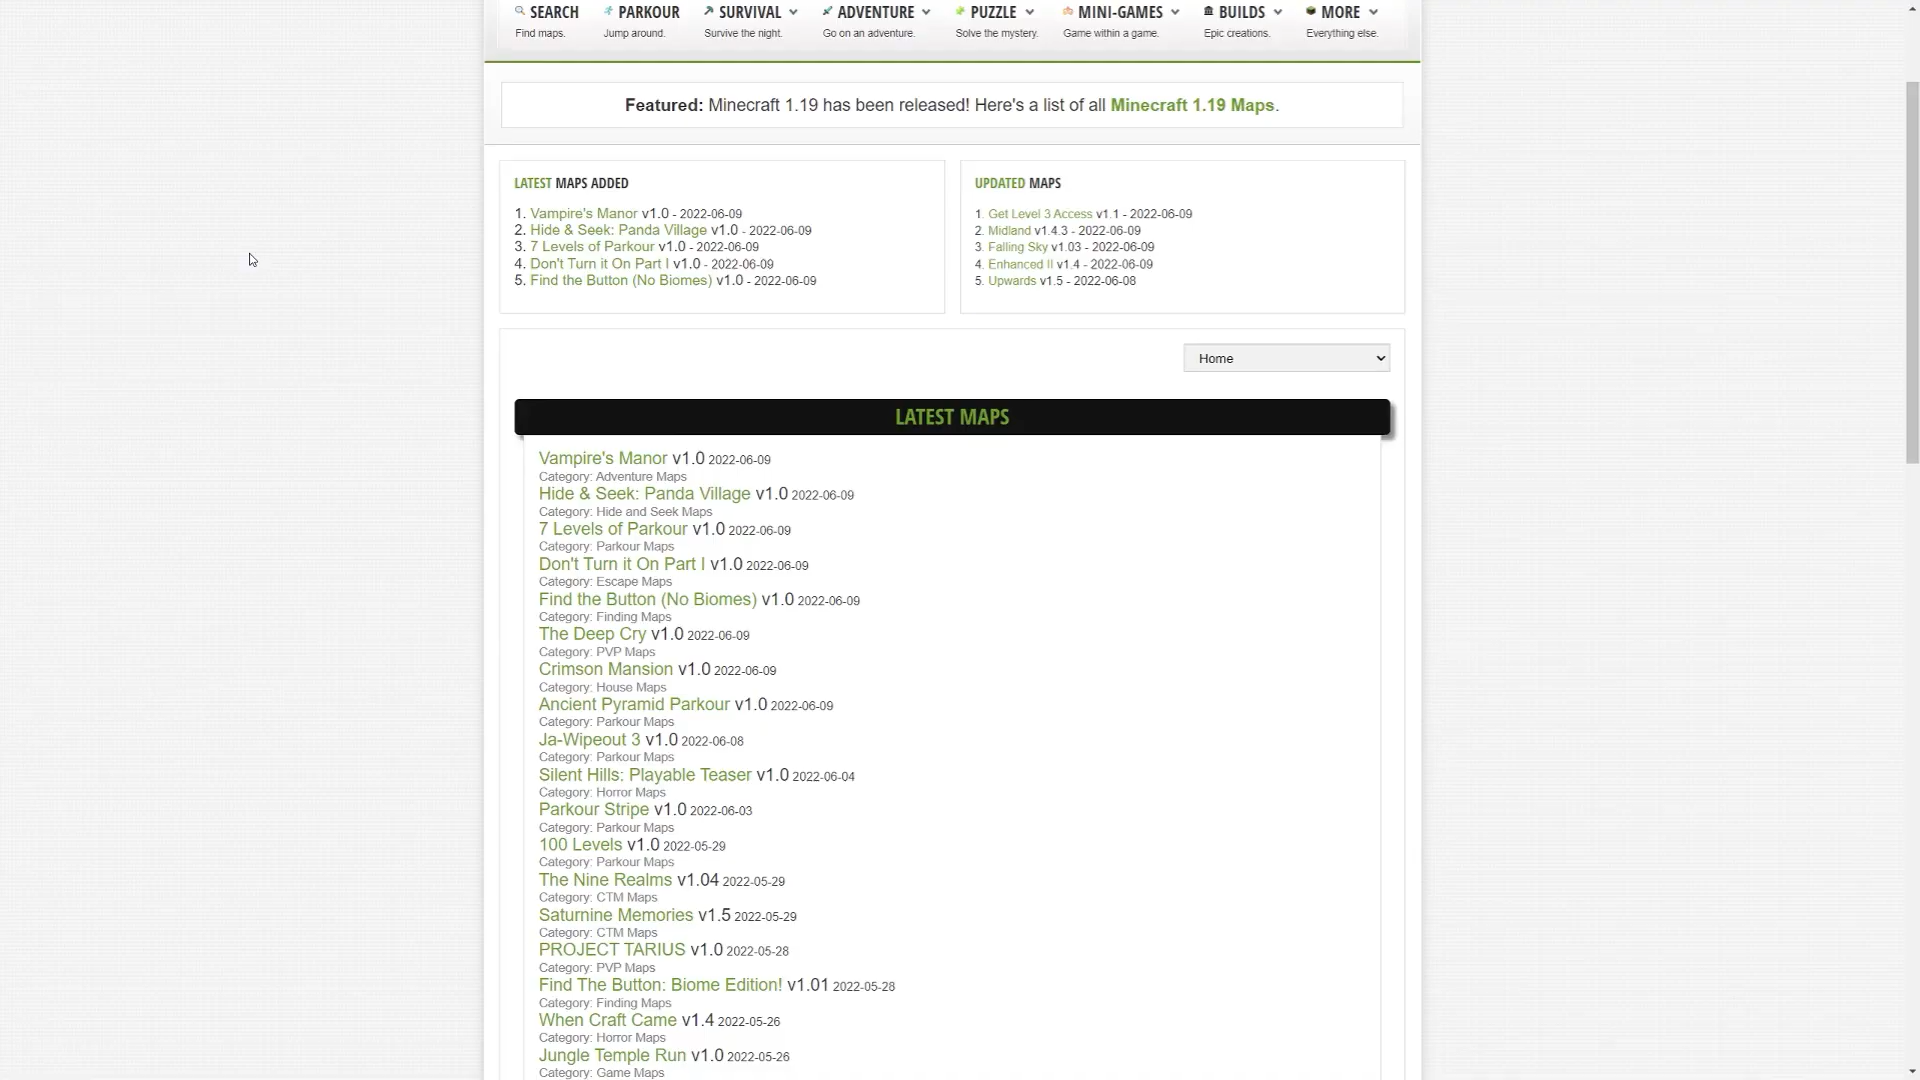 SEARCH PARKOUR SURVIVAL ADVENTURE PUZZLE MINI-GAMES BUILDS MORE
Find maps. Jump around. Survive the night. Go on an adventure. Solve the mystery. Game within a game. Epic creations. Everything else.
Featured: Minecraft 1.19 has been released! Here's a list of all Minecraft 1.19 Maps.
LATEST MAPS ADDED
1. Vampire's Manor v1.0 - 2022-06-09
2. Hide & Seek: Panda Village v1.0 - 2022-06-09
3. 7 Levels of Parkour v1.0 - 2022-06-09
4. Don't Turn it On Part I v1.0 - 2022-06-09
5. Find the Button (No Biomes) v1.0 - 2022-06-09
UPDATED MAPS
1. Get Level 3 Access v1.1 - 2022-06-09
2. Midland v1.4.3 - 2022-06-09
3. Falling Sky v1.03 - 2022-06-09
4. Enhanced II v1.4 - 2022-06-09
5. Upwards v1.5 - 2022-06-08
Home
LATEST MAPS
Vampire's Manor v1.0 2022-06-09
Category: Adventure Maps
Hide & Seek: Panda Village v1.0 2022-06-09
Category: Hide and Seek Maps
7 Levels of Parkour v1.0 2022-06-09
Category: Parkour Maps
Don't Turn it On Part I v1.0 2022-06-09
Category: Escape Maps
Find the Button (No Biomes) v1.0 2022-06-09
Category: Finding Maps
The Deep Cry v1.0 2022-06-09
Category: PVP Maps
Crimson Mansion v1.0 2022-06-09
Category: House Maps
Ancient Pyramid Parkour v1.0 2022-06-09
Category: Parkour Maps
Ja-Wipeout 3 v1.0 2022-06-08
Category: Parkour Maps
Silent Hills: Playable Teaser v1.0 2022-06-04
Category: Horror Maps
Parkour Stripe v1.0 2022-06-03
Category: Parkour Maps
100 Levels v1.0 2022-05-29
Category: Parkour Maps
The Nine Realms v1.04 2022-05-29
Category: CTM Maps
Saturnine Memories v1.5 2022-05-29
Category: CTM Maps
PROJECT TARIUS v1.0 2022-05-28
Category: PVP Maps
Find The Button: Biome Edition! v1.01 2022-05-28
Category: Finding Maps
When Craft Came v1.4 2022-05-26
Category: Horror Maps
Jungle Temple Run v1.0 2022-05-26
Category: Game Maps